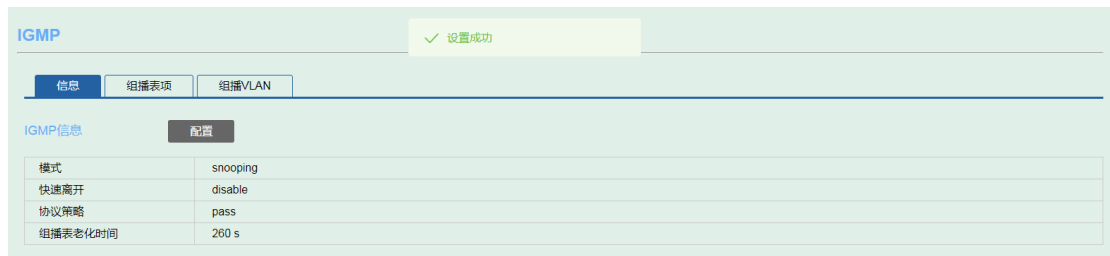 IGMP
设置成功
信息 组播表项 组播VLAN
IGMP信息 配置
模式 snooping
快速离开 disable
协议策略 pass
组播表老化时间 260 s